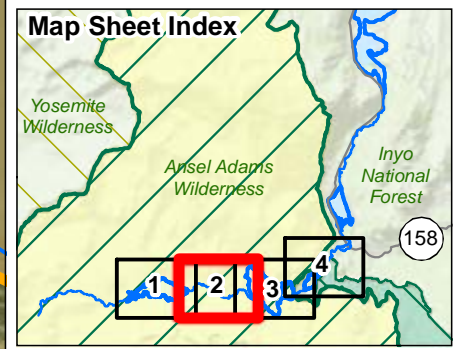 Map Sheet Index
Yosemite
Wilderness
Ansel Adams
Wilderness
Inyo
National
Forest
158
1
2
3
4